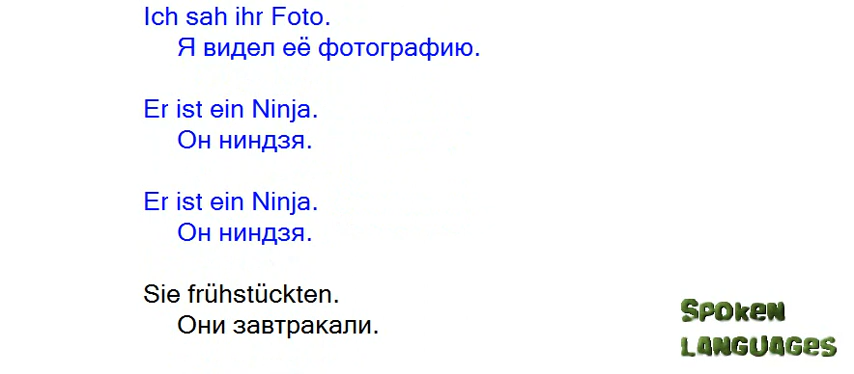 Ich sah ihr Foto.
Я видел её фотографию.
Er ist ein Ninja.
Он ниндзя.
Er ist ein Ninja.
Он ниндзя.
Sie frühstückten.
Они завтракали.
Spoken
Languages